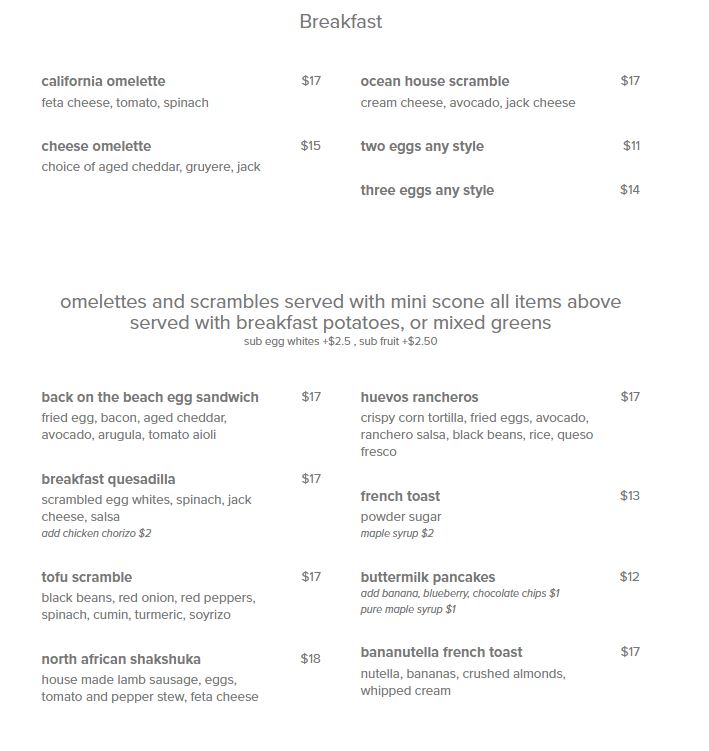 Breakfast
california omelette $17
feta cheese, tomato, spinach
cheese omelette $15
choice of aged cheddar, gruyere, jack
ocean house scramble $17
cream cheese, avocado, jack cheese
two eggs any style $11
three eggs any style $14
omelettes and scrambles served with mini scone all items above
served with breakfast potatoes, or mixed greens
sub egg whites +$2.5 , sub fruit +$2.50
back on the beach egg sandwich $17
fried egg, bacon, aged cheddar,
avocado, arugula, tomato aioli
breakfast quesadilla $17
scrambled egg whites, spinach, jack
cheese, salsa
add chicken chorizo $2
tofu scramble $17
black beans, red onion, red peppers,
spinach, cumin, turmeric, soyrizo
north african shakshuka $18
house made lamb sausage, eggs,
tomato and pepper stew, feta cheese
huevos rancheros $17
crispy corn tortilla, fried eggs, avocado,
ranchero salsa, black beans, rice, queso
fresco
french toast $13
powder sugar
maple syrup $2
buttermilk pancakes $12
add banana, blueberry, chocolate chips $1
pure maple syrup $1
bananutella french toast $17
nutella, bananas, crushed almonds,
whipped cream